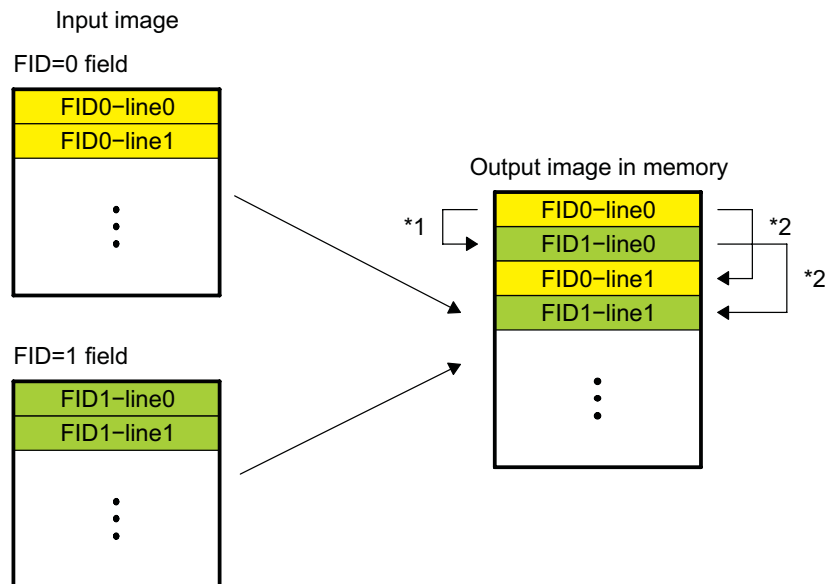 Input image
FID=0 field
FID0−line0
FID0−line1
FID=1 field
FID1−line0
FID1−line1
Output image in memory
*1
FID0−line0
FID1−line0
FID0−line1
FID1−line1
*2
*2